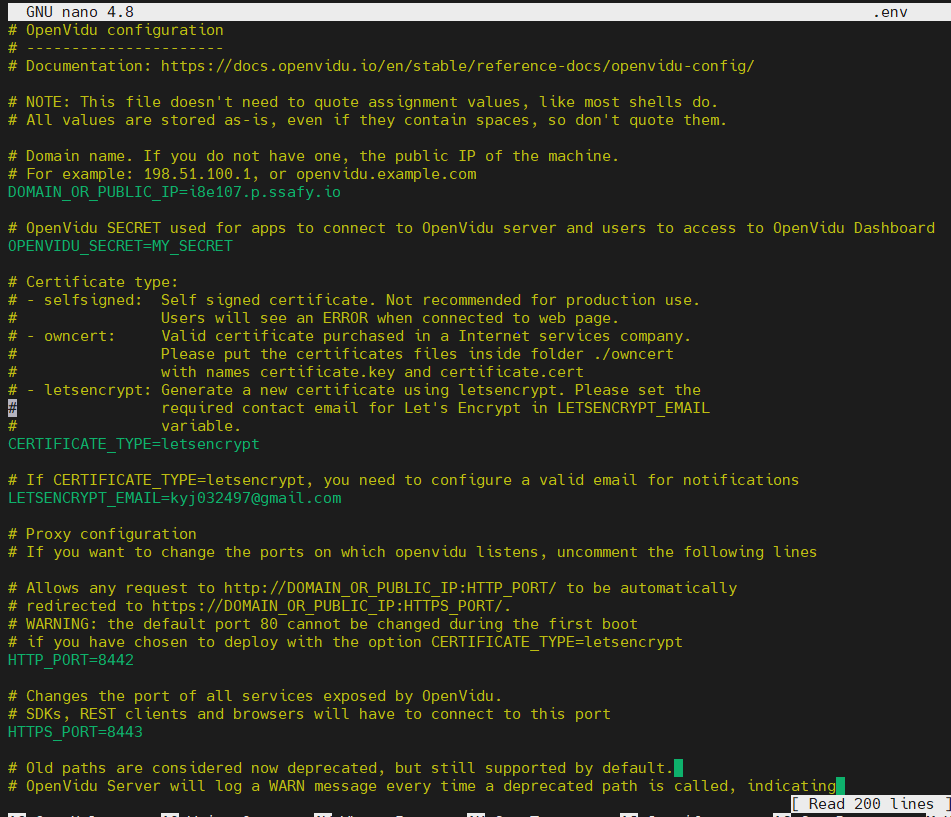 GNU nano 4.8 .env
# OpenVidu configuration
# ----------------------
# Documentation: https://docs.openvidu.io/en/stable/reference-docs/openvidu-config/
# NOTE: This file doesn't need to quote assignment values, like most shells do.
# All values are stored as-is, even if they contain spaces, so don't quote them.
# Domain name. If you do not have one, the public IP of the machine.
# For example: 198.51.100.1, or openvidu.example.com
DOMAIN_OR_PUBLIC_IP=i8e107.p.ssafy.io
# OpenVidu SECRET used for apps to connect to OpenVidu server and users to access to OpenVidu Dashboard
OPENVIDU_SECRET=MY_SECRET
# Certificate type:
# - selfsigned:  Self signed certificate. Not recommended for production use.
#                Users will see an ERROR when connected to web page.
# - owncert:     Valid certificate purchased in a Internet services company.
#                Please put the certificates files inside folder ./owncert
#                with names certificate.key and certificate.cert
# - letsencrypt: Generate a new certificate using letsencrypt. Please set the
#                required contact email for Let's Encrypt in LETSENCRYPT_EMAIL
#                variable.
CERTIFICATE_TYPE=letsencrypt
# If CERTIFICATE_TYPE=letsencrypt, you need to configure a valid email for notifications
LETSENCRYPT_EMAIL=kyj032497@gmail.com
# Proxy configuration
# If you want to change the ports on which openvidu listens, uncomment the following lines
# Allows any request to http://DOMAIN_OR_PUBLIC_IP:HTTP_PORT/ to be automatically
# redirected to https://DOMAIN_OR_PUBLIC_IP:HTTPS_PORT/.
# WARNING: the default port 80 cannot be changed during the first boot
# if you have chosen to deploy with the option CERTIFICATE_TYPE=letsencrypt
HTTP_PORT=8442
# Changes the port of all services exposed by OpenVidu.
# SDKs, REST clients and browsers will have to connect to this port
HTTPS_PORT=8443
# Old paths are considered now deprecated, but still supported by default.
# OpenVidu Server will log a WARN message every time a deprecated path is called, indicating
[ Read 200 lines ]